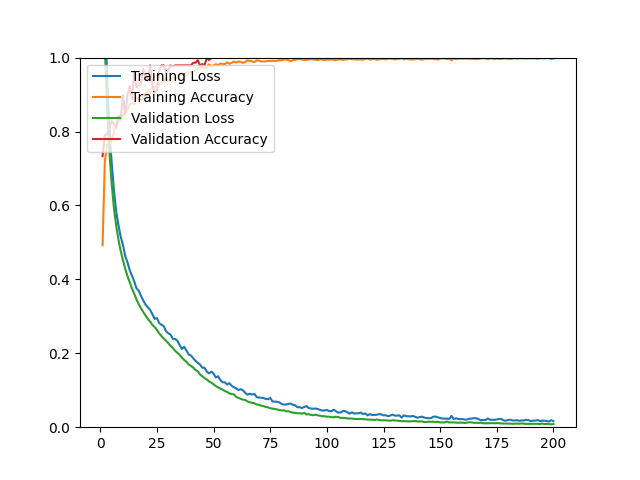 1.0
0.8
0.6
0.4
0.2
0.0
Training Loss
Training Accuracy
Validation Loss
Validation Accuracy
0 25 50 75 100 125 150 175 200